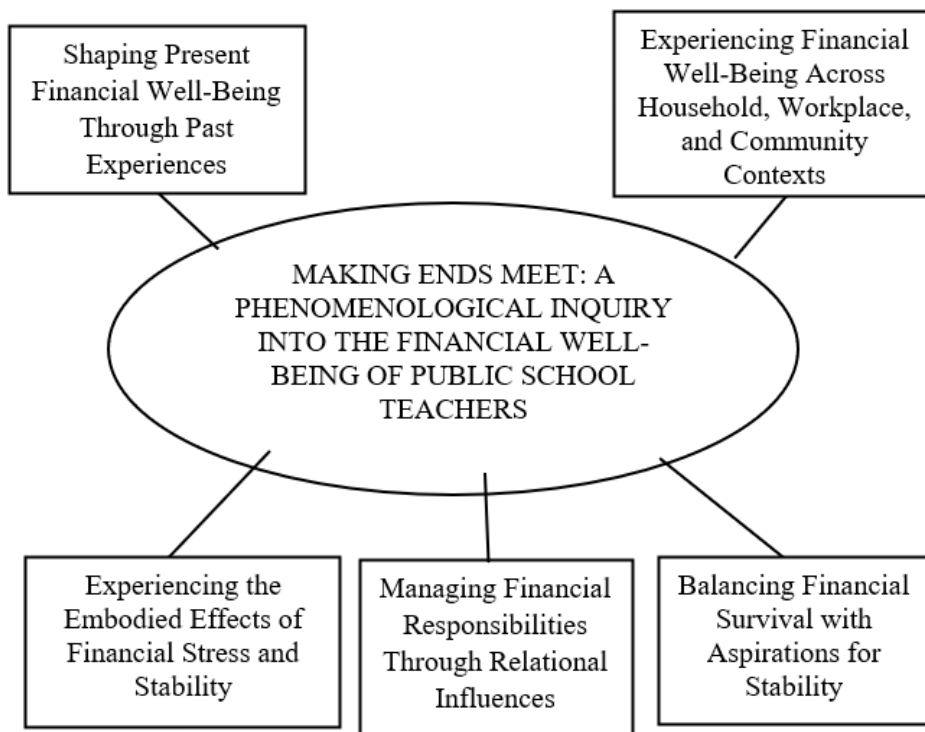 Shaping Present
Financial Well-Being
Through Past
Experiences
Experiencing Financial
Well-Being Across
Household, Workplace,
and Community
Contexts
MAKING ENDS MEET: A
PHENOMENOLOGICAL INQUIRY
INTO THE FINANCIAL WELL-
BEING OF PUBLIC SCHOOL
TEACHERS
Experiencing the
Embodied Effects of
Financial Stress and
Stability
Managing Financial
Responsibilities
Through Relational
Influences
Balancing Financial
Survival with
Aspirations for
Stability